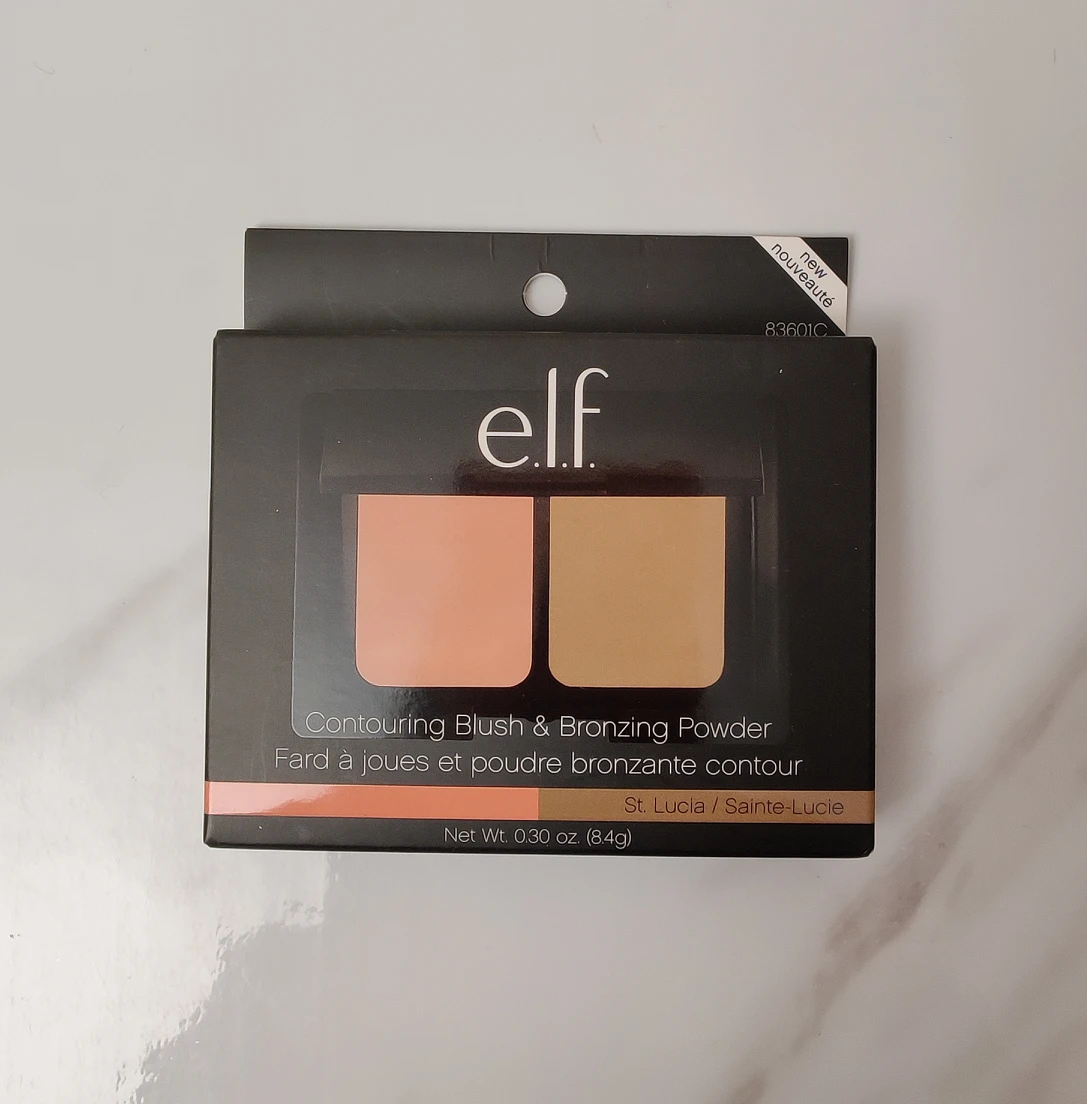 new
nouveauté
83601C
e.l.f.
Contouring Blush & Bronzing Powder
Fard à joues et poudre bronzante contour
St. Lucia / Sainte-Lucie
Net Wt. 0.30 oz. (8.4g)